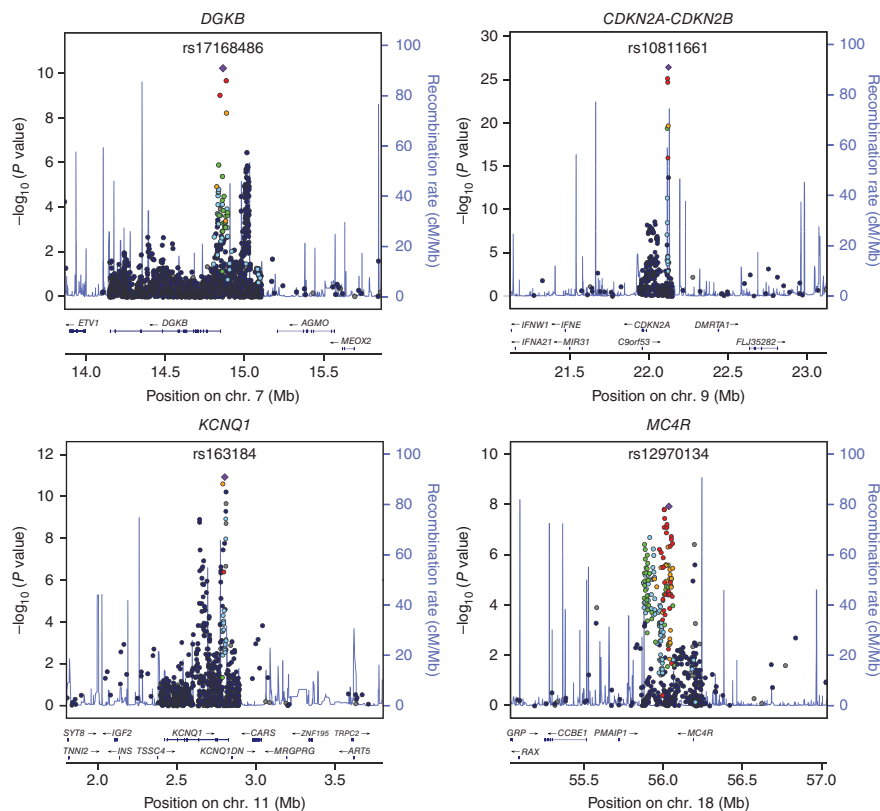 DGKB
rs17168486
−log10 (P value)
10
8
6
4
2
0
100
80
60
40
20
0
Recombination rate (cM/Mb)
← ETV1
← DGKB
← AGMO
← MEOX2
14.0 14.5 15.0 15.5
Position on chr. 7 (Mb)
CDKN2A-CDKN2B
rs10811661
−log10 (P value)
30
25
20
15
10
5
0
100
80
60
40
20
0
Recombination rate (cM/Mb)
← IFNW1 ← IFNE ← CDKN2A DMRTA1 →
← IFNA21 ← MIR31 C9orf53 → FLJ35282 →
21.5 22.0 22.5 23.0
Position on chr. 9 (Mb)
KCNQ1
rs163184
−log10 (P value)
12
10
8
6
4
2
0
100
80
60
40
20
0
Recombination rate (cM/Mb)
SYT8 → ← IGF2 KCNQ1 → ← CARS ← ZNF195 TRPC2 →
TNNI2 → ← INS TSSC4 → KCNQ1DN → ← MRGPRG ← ART5
2.0 2.5 3.0 3.5
Position on chr. 11 (Mb)
MC4R
rs12970134
−log10 (P value)
10
8
6
4
2
0
100
80
60
40
20
0
Recombination rate (cM/Mb)
GRP → ← CCBE1 PMAIP1 → ← MC4R
← RAX
55.5 56.0 56.5 57.0
Position on chr. 18 (Mb)